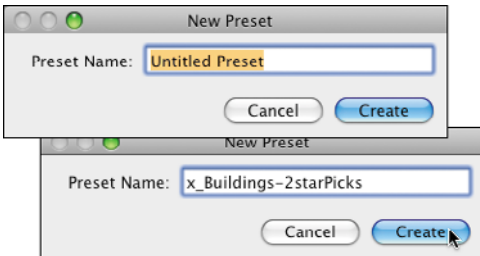 New Preset
Preset Name: Untitled Preset
Cancel Create
New Preset
Preset Name: x_Buildings-2starPicks
Cancel Create